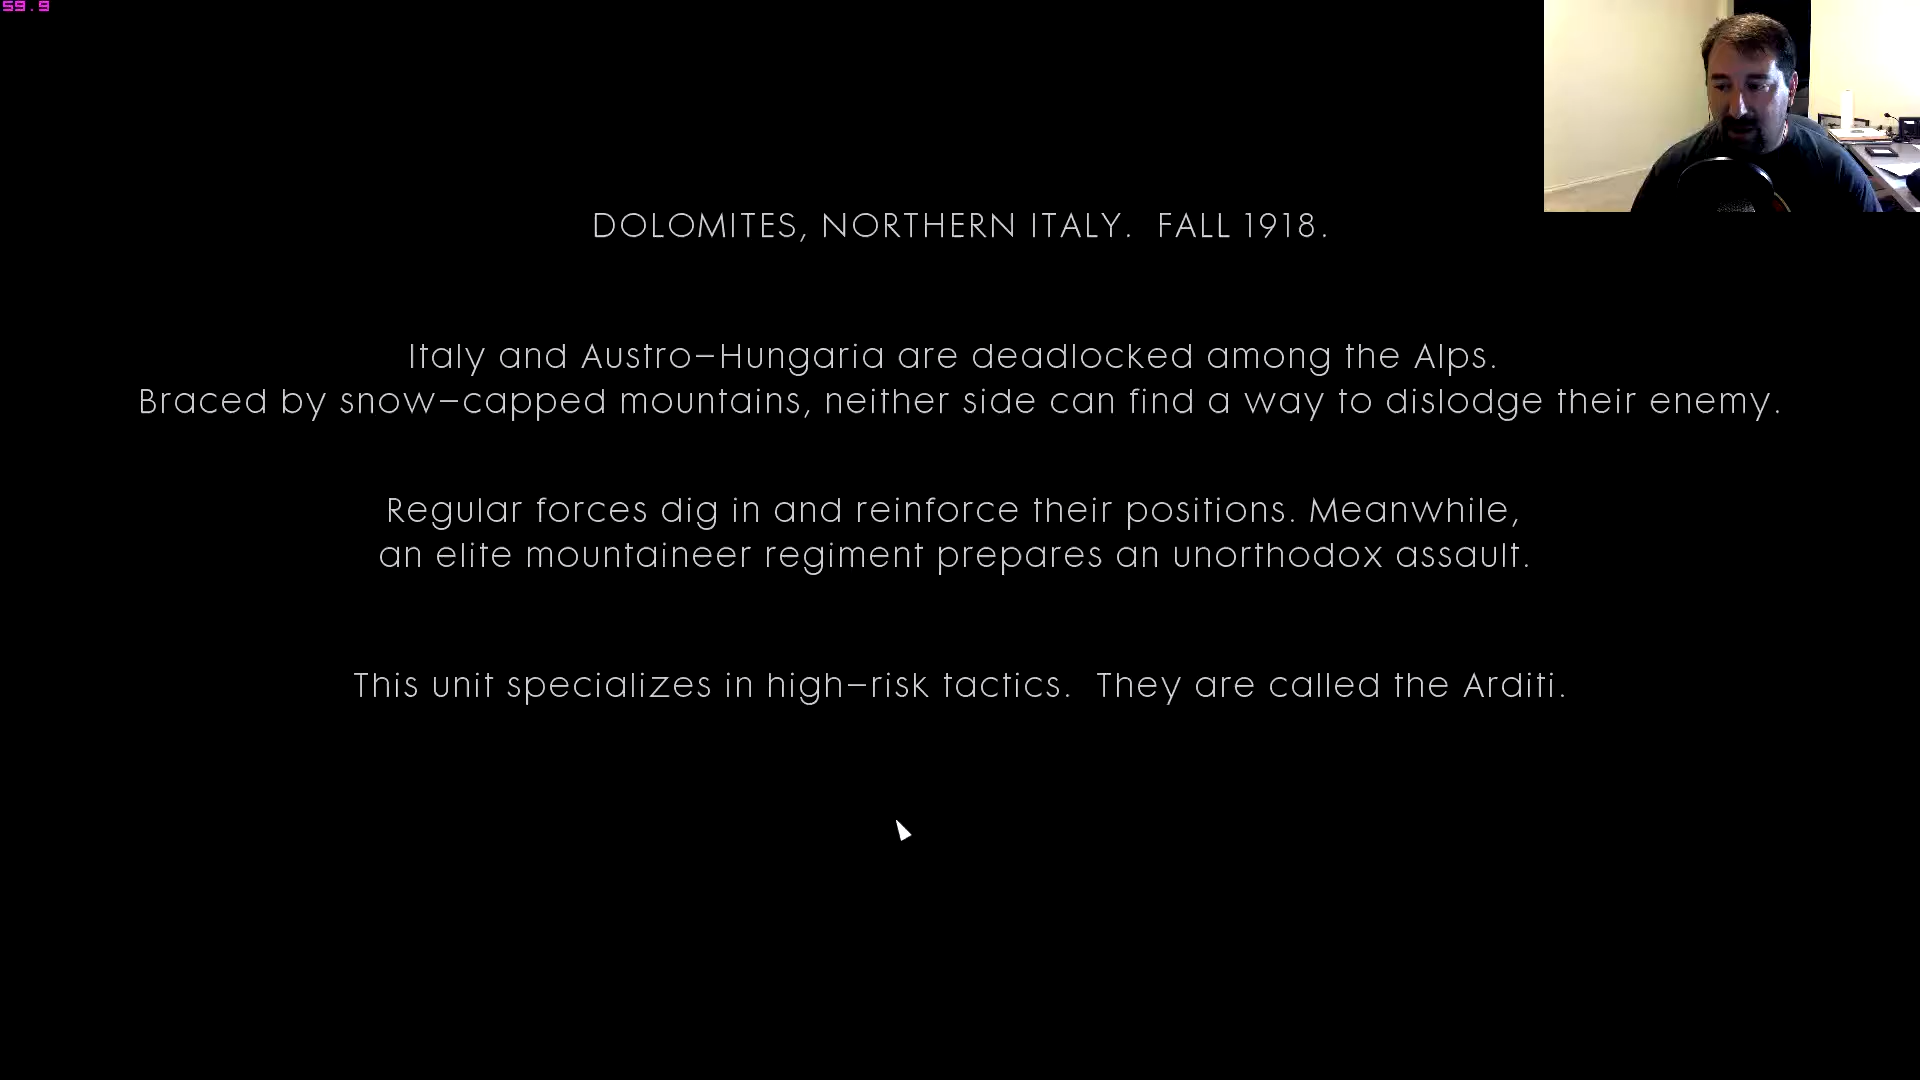 59.9
DOLOMITES, NORTHERN ITALY. FALL 1918.
Italy and Austro-Hungaria are deadlocked among the Alps.
Braced by snow-capped mountains, neither side can find a way to dislodge their enemy.
Regular forces dig in and reinforce their positions. Meanwhile,
an elite mountaineer regiment prepares an unorthodox assault.
This unit specializes in high-risk tactics. They are called the Arditi.